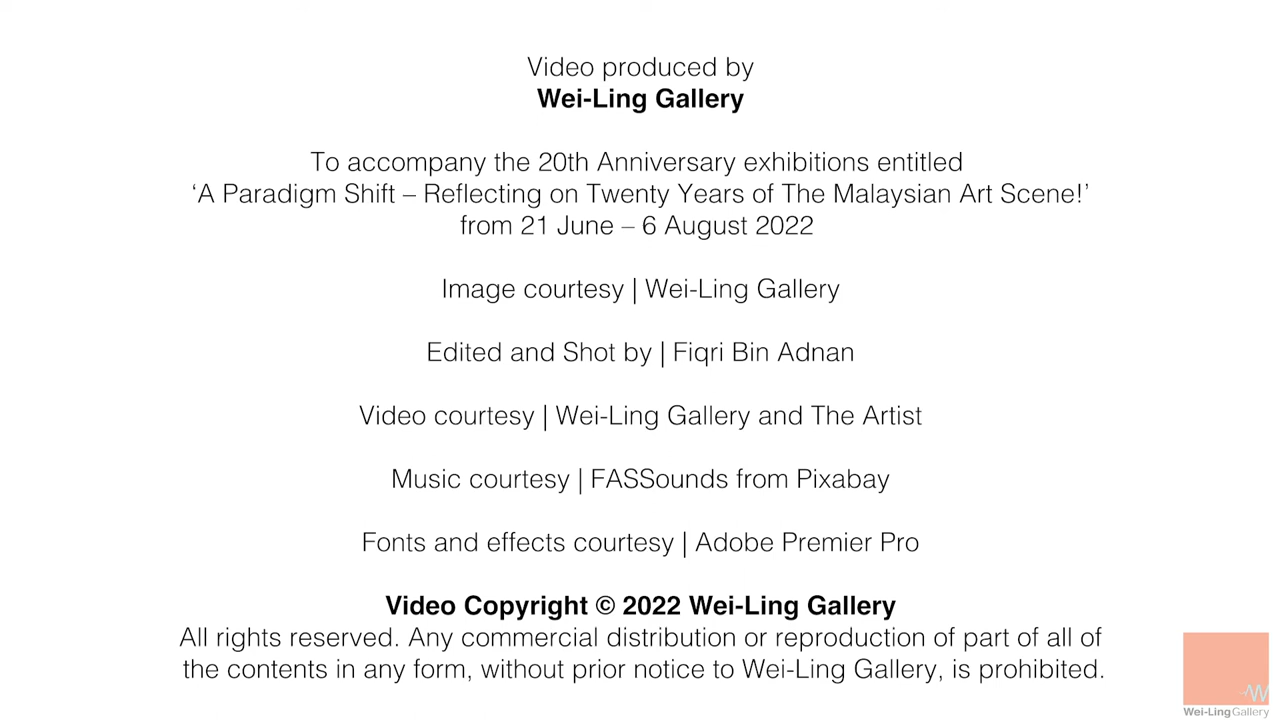 Video produced by
Wei-Ling Gallery
To accompany the 20th Anniversary exhibitions entitled
‘A Paradigm Shift – Reflecting on Twenty Years of The Malaysian Art Scene!’
from 21 June – 6 August 2022
Image courtesy | Wei-Ling Gallery
Edited and Shot by | Fiqri Bin Adnan
Video courtesy | Wei-Ling Gallery and The Artist
Music courtesy | FASSounds from Pixabay
Fonts and effects courtesy | Adobe Premier Pro
Video Copyright © 2022 Wei-Ling Gallery
All rights reserved. Any commercial distribution or reproduction of part of all of
the contents in any form, without prior notice to Wei-Ling Gallery, is prohibited.
W
Wei-Ling Gallery